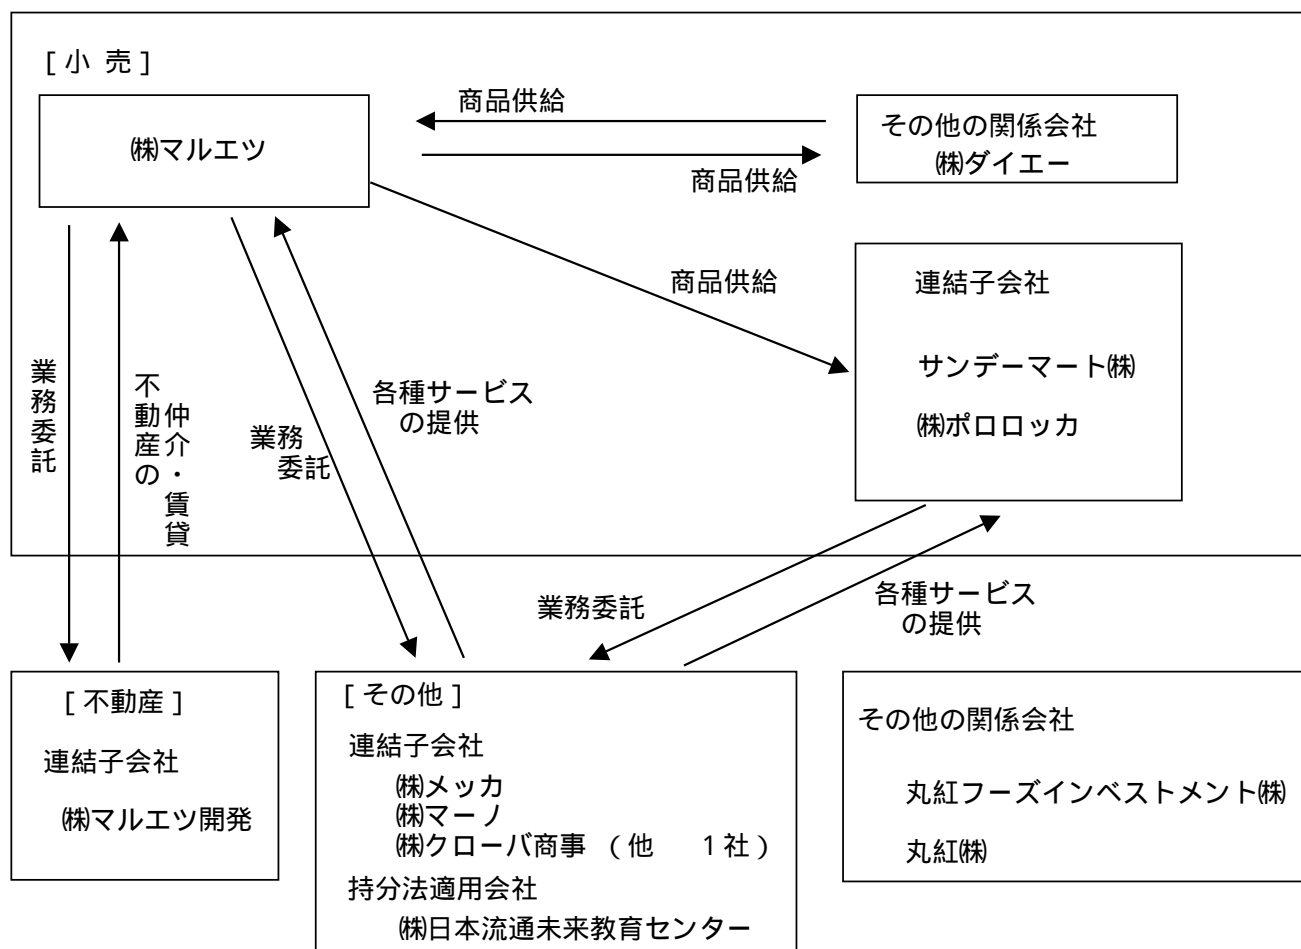 [ 小 売 ]
㈱マルエツ
商品供給
商品供給
その他の関係会社
㈱ダイエー
商品供給
連結子会社
サンデーマート㈱
㈱ポロロッカ
業務委託
不動産の
仲介・賃貸
業務
委託
各種サービス
の提供
業務委託
各種サービス
の提供
[ 不動産 ]
連結子会社
㈱マルエツ開発
[ その他 ]
連結子会社
㈱メッカ
㈱マーノ
㈱クローバ商事 （他　１社）
持分法適用会社
㈱日本流通未来教育センター
その他の関係会社
丸紅フーズインベストメント㈱
丸紅㈱